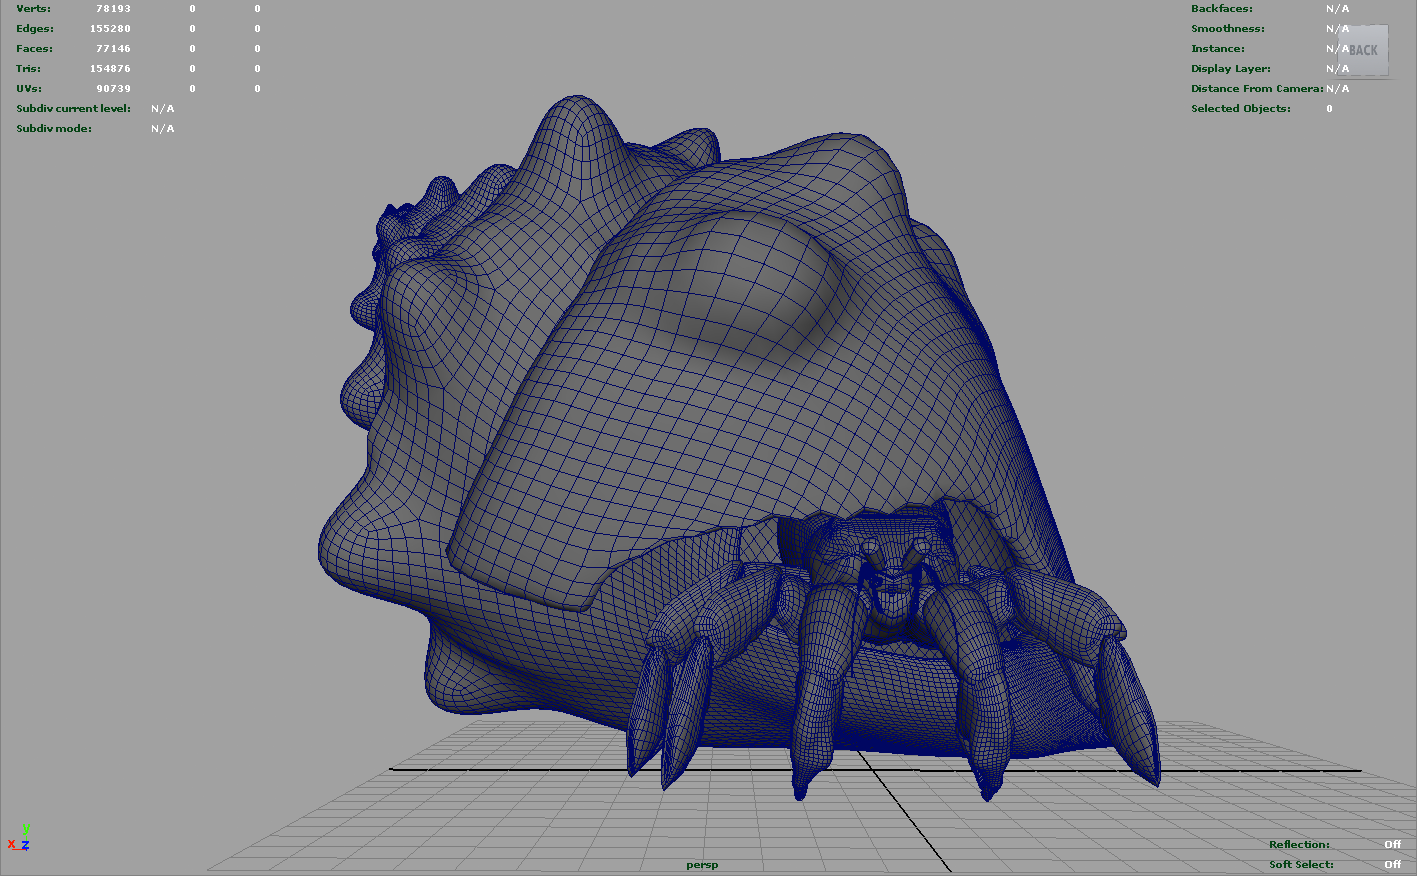 Verts: 78193 0 0
Edges: 155280 0 0
Faces: 77146 0 0
Tris: 154876 0 0
UVs: 90739 0 0
Subdiv current level: N/A
Subdiv mode: N/A
Backfaces: N/A
Smoothness: N/A
Instance: N/A
Display Layer: N/A
Distance From Camera: N/A
Selected Objects: 0
BACK
Y
X Z
persp
Reflection: Off
Soft Select: Off